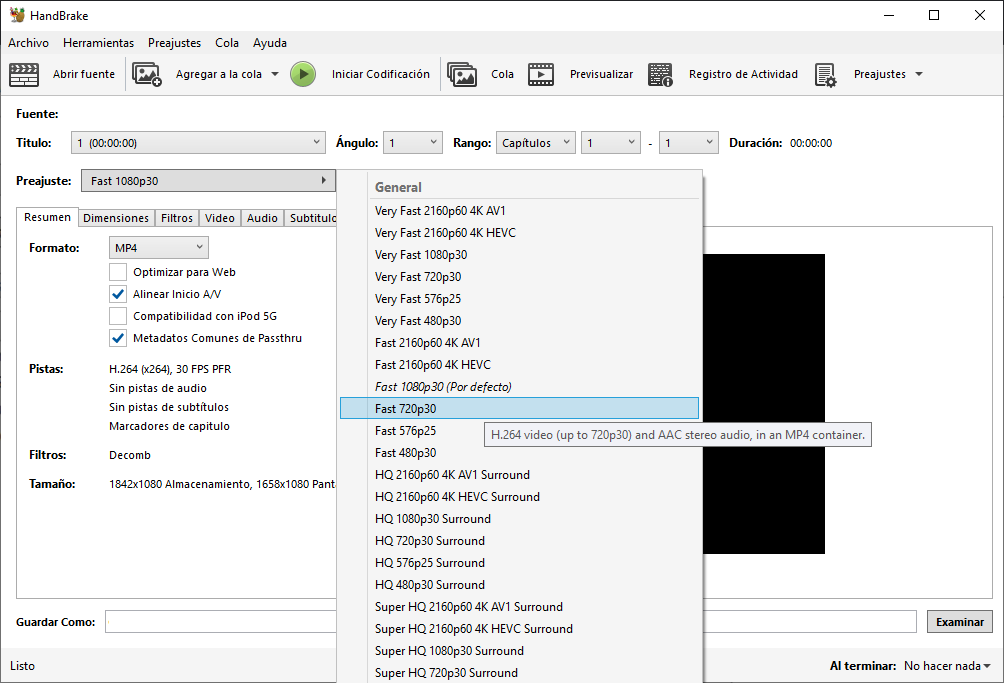 HandBrake
Archivo Herramientas Preajustes Cola Ayuda
Abrir fuente Agregar a la cola Iniciar Codificación Cola Previsualizar Registro de Actividad Preajustes
Fuente:
Título: 1 (00:00:00) Ángulo: 1 Rango: Capítulos 1 - 1 Duración: 00:00:00
Preajuste: Fast 1080p30
Resumen Dimensiones Filtros Video Audio Subtitulo
Formato: MP4
Optimizar para Web
Alinear Inicio A/V
Compatibilidad con iPod 5G
Metadatos Comunes de Passthru
Pistas: H.264 (x264), 30 FPS PFR
Sin pistas de audio
Sin pistas de subtítulos
Marcadores de capitulo
Filtros: Decomb
Tamaño: 1842x1080 Almacenamiento, 1658x1080 Pant
General
Very Fast 2160p60 4K AV1
Very Fast 2160p60 4K HEVC
Very Fast 1080p30
Very Fast 720p30
Very Fast 576p25
Very Fast 480p30
Fast 2160p60 4K AV1
Fast 2160p60 4K HEVC
Fast 1080p30 (Por defecto)
Fast 720p30
Fast 576p25
H.264 video (up to 720p30) and AAC stereo audio, in an MP4 container.
Fast 480p30
HQ 2160p60 4K AV1 Surround
HQ 2160p60 4K HEVC Surround
HQ 1080p30 Surround
HQ 720p30 Surround
HQ 576p25 Surround
HQ 480p30 Surround
Super HQ 2160p60 4K AV1 Surround
Super HQ 2160p60 4K HEVC Surround
Super HQ 1080p30 Surround
Super HQ 720p30 Surround
Guardar Como: Examinar
Listo Al terminar: No hacer nada